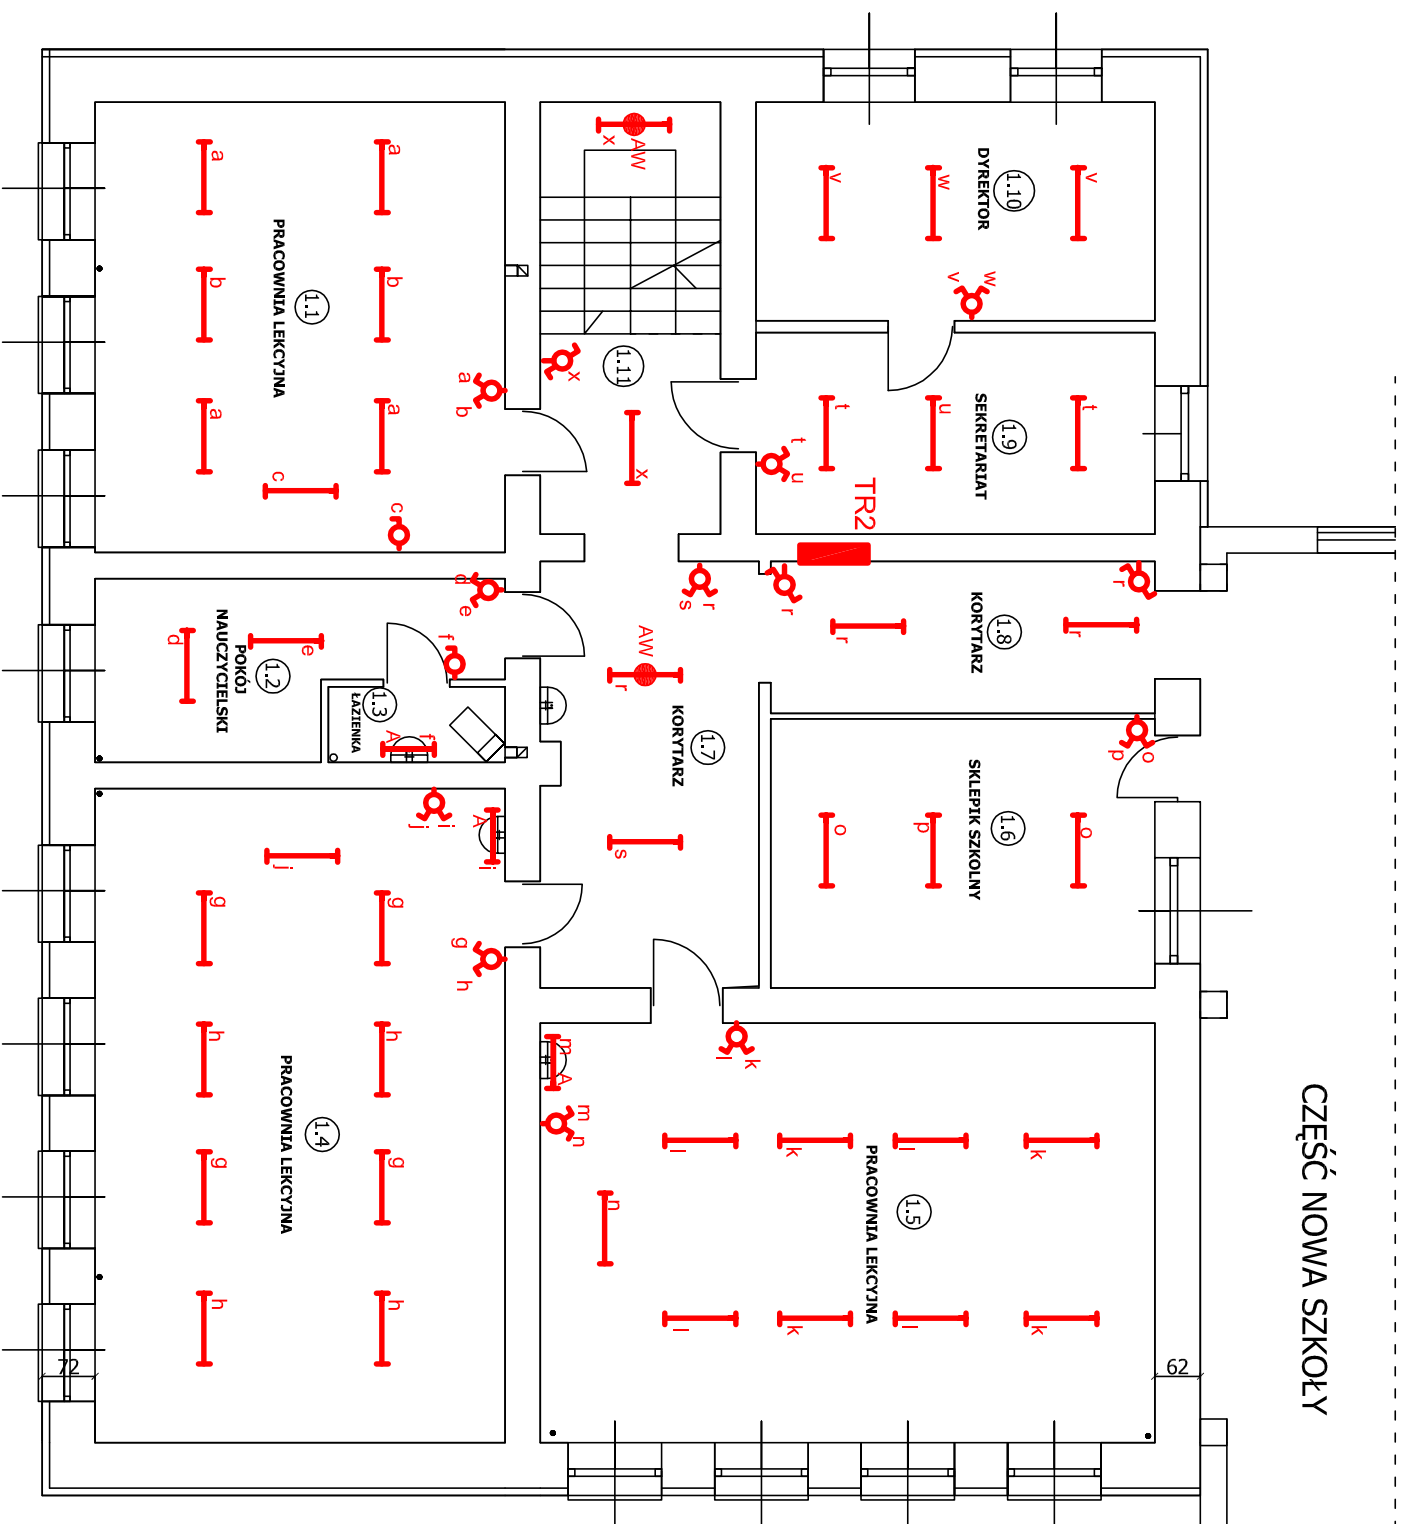 CZĘŚĆ NOWA SZKOŁY
1.10
DYREKTOR
v
w
v
w
v
1.9
SEKRETARIAT
t
u
t
t
u
TR2
1.8
KORYTARZ
r
r
r
r
1.6
SKLEPIK SZKOLNY
o
p
o
p
o
1.5
PRACOWNIA LEKCYJNA
k
l
k
l
k
l
k
l
k
l
m
A
m
n
n
62
1.11
AW
x
x
x
1.7
KORYTARZ
r
s
AW
r
s
1.1
PRACOWNIA LEKCYJNA
a
a
b
b
a
a
a
b
c
c
1.2
POKÓJ
NAUCZYCIELSKI
d
e
e
d
f
1.3
ŁAZIENKA
f
A
1.4
PRACOWNIA LEKCYJNA
i
j
A
i
j
g
h
g
g
h
h
g
g
h
h
72